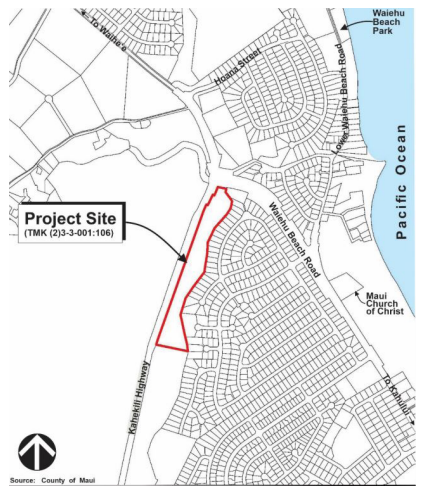 Waiehu
Beach
Park
To Waihe'e
Hoana Street
Lower Waiehu Beach Road
Pacific Ocean
Project Site
(TMK (2)3-3-001:106)
Waiehu Beach Road
Maui
Church
of Christ
Kahekili Highway
To Kahului
Source: County of Maui